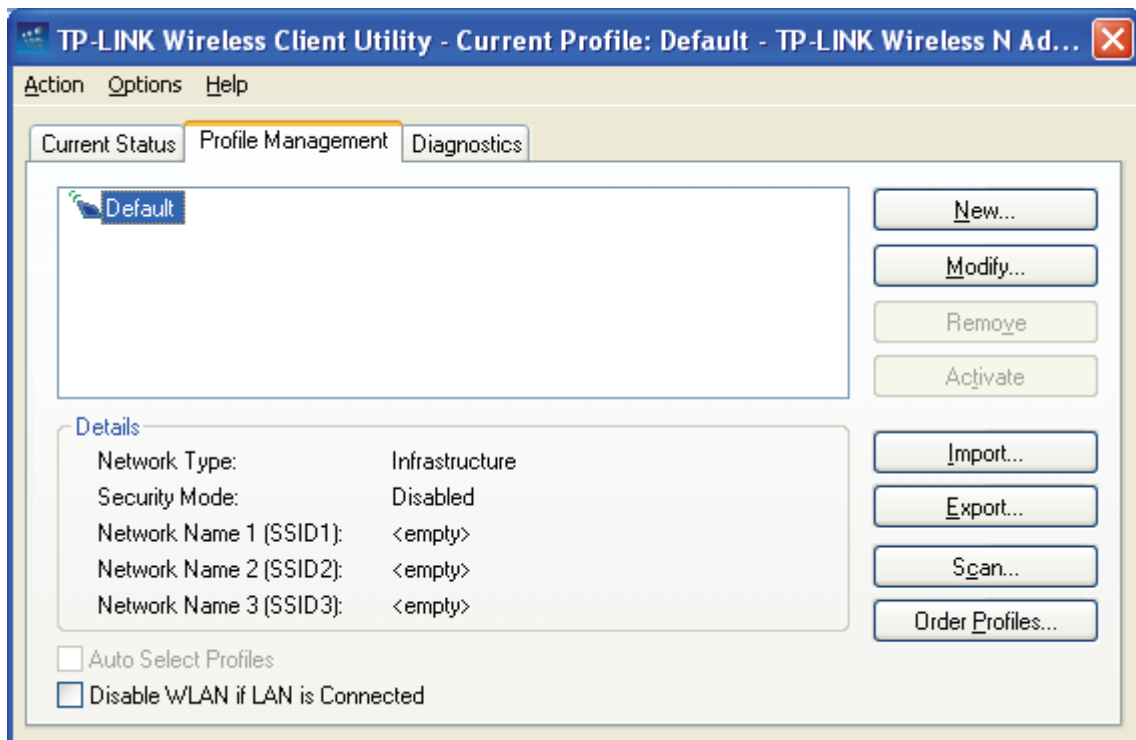 TP-LINK Wireless Client Utility - Current Profile: Default - TP-LINK Wireless N Ad...
Action Options Help
Current Status Profile Management Diagnostics
Default
New...
Modify...
Remove
Activate
Details
Network Type: Infrastructure
Security Mode: Disabled
Network Name 1 (SSID1): <empty>
Network Name 2 (SSID2): <empty>
Network Name 3 (SSID3): <empty>
Import...
Export...
Scan...
Order Profiles...
Auto Select Profiles
Disable WLAN if LAN is Connected